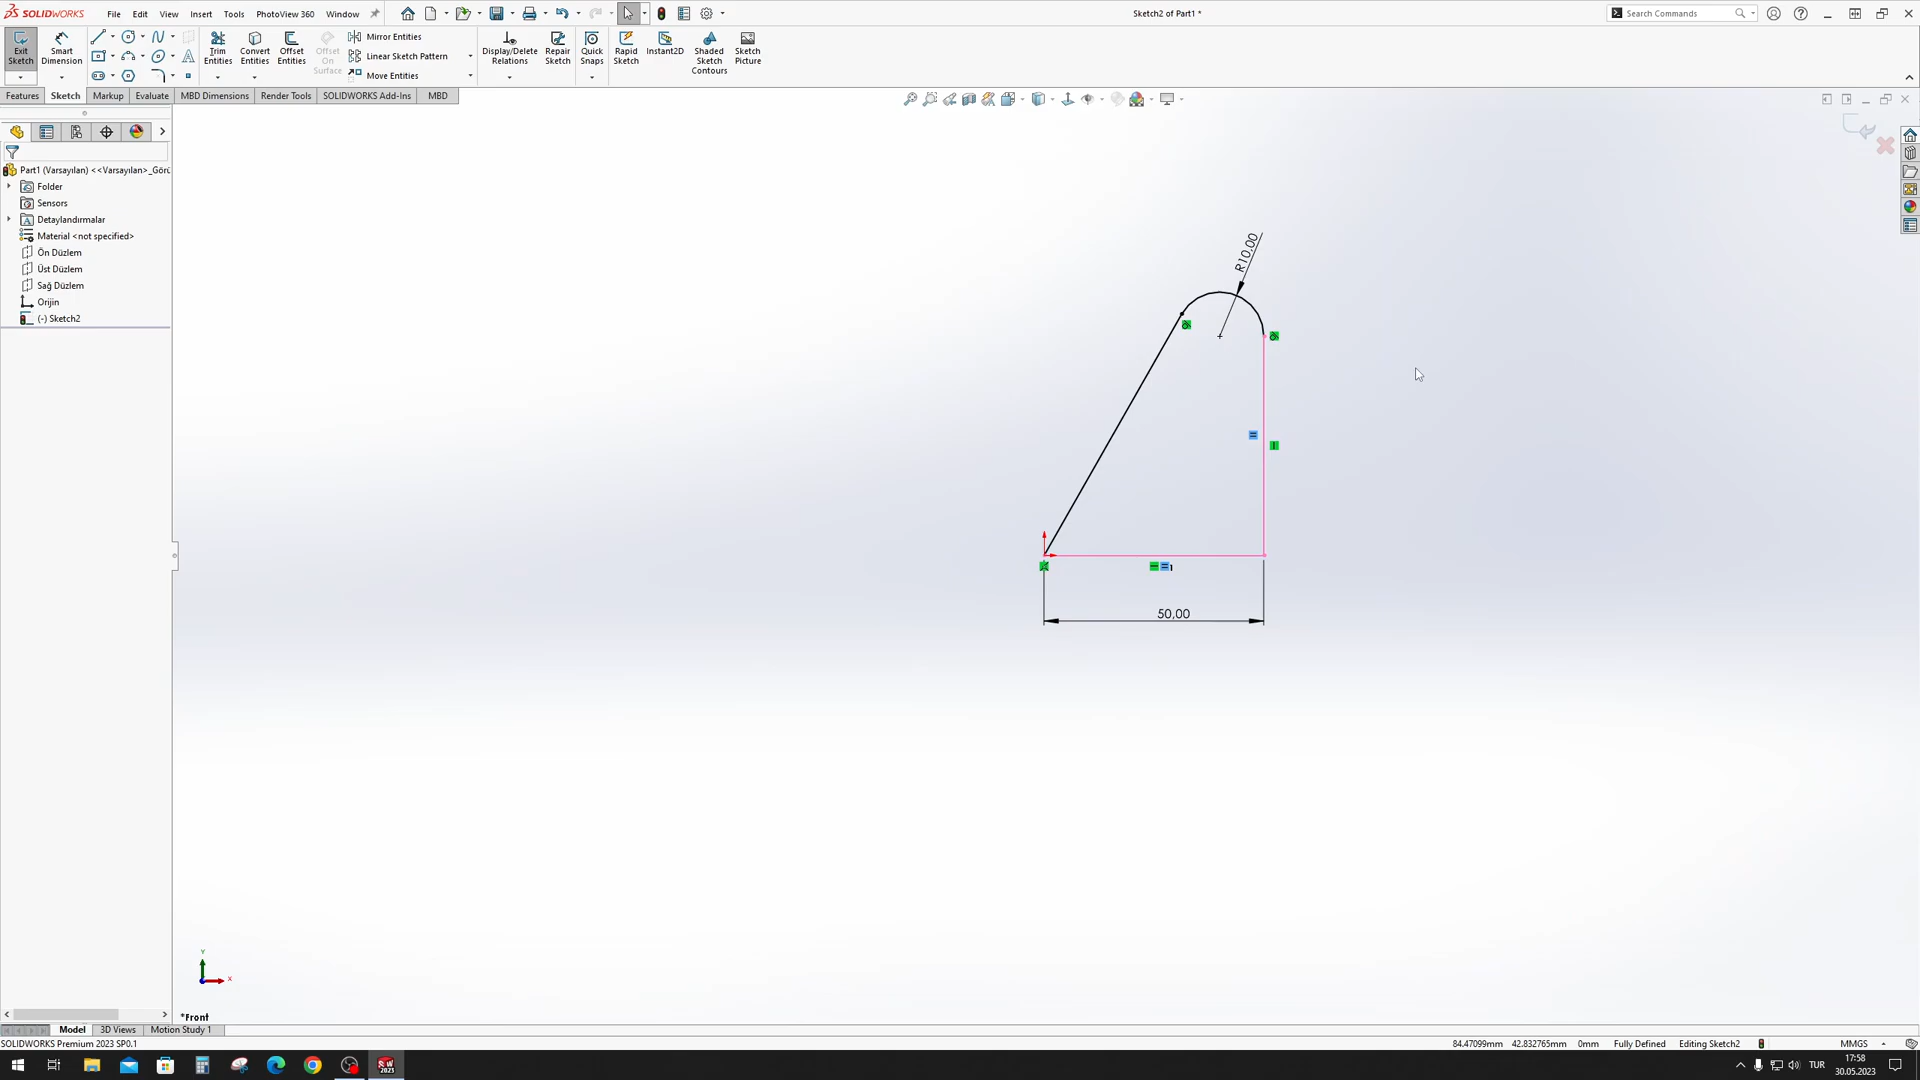 SOLIDWORKS File Edit View Insert Tools PhotoView 360 Window Sketch2 of Part1 * Search Commands
Exit Sketch Smart Dimension Trim Entities Convert Entities Offset Entities Offset On Surface Mirror Entities Linear Sketch Pattern Move Entities Display/Delete Relations Repair Sketch Quick Snaps Rapid Sketch Instant2D Shaded Sketch Contours Sketch Picture
Features Sketch Markup Evaluate MBD Dimensions Render Tools SOLIDWORKS Add-Ins MBD
Part1 (Varsayılan) <<Varsayılan>_Görü
Folder
Sensors
Detaylandırmalar
Material <not specified>
Ön Düzlem
Üst Düzlem
Sağ Düzlem
Orijin
(-) Sketch2
R10,00
1
50,00
Y
X
*Front
Model 3D Views Motion Study 1
SOLIDWORKS Premium 2023 SP0.1 84.47099mm 42.832765mm 0mm Fully Defined Editing Sketch2 MMGS
TUR 17:58
30.05.2023